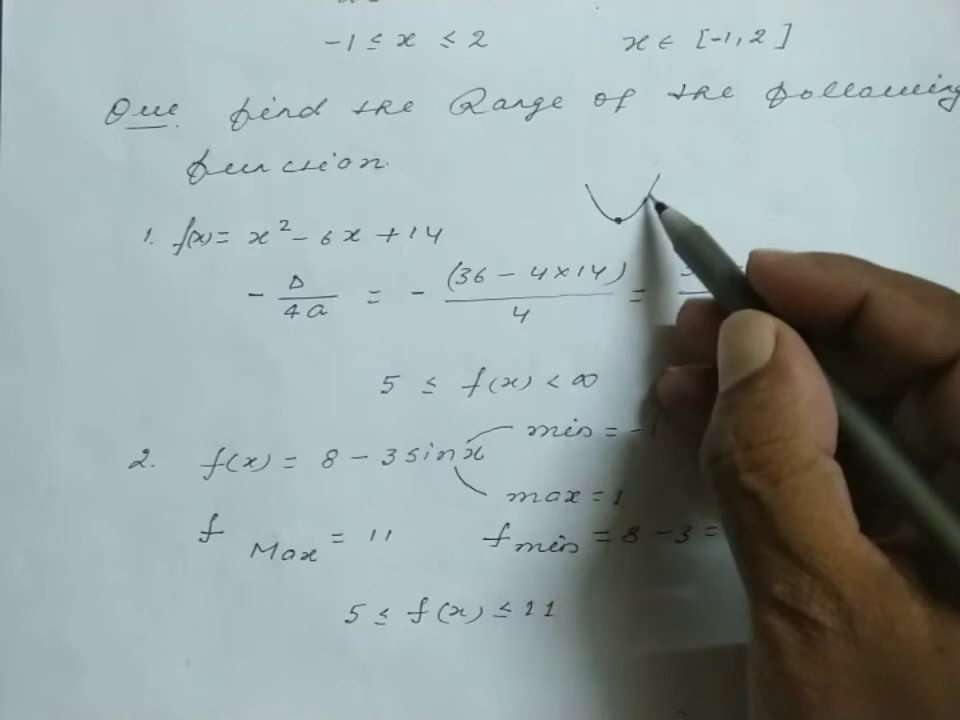 -1 ≤ x ≤ 2 x ∈ [-1, 2]
Que. find the Range of the following
function.
1. f(x) = x² - 6x + 14
- Δ/4a = - (36 - 4×14)/4 =
5 ≤ f(x) < ∞
2. f(x) = 8 - 3 sin x min = -1
max = 1
f Max = 11 f min = 8 - 3 =
5 ≤ f(x) ≤ 11